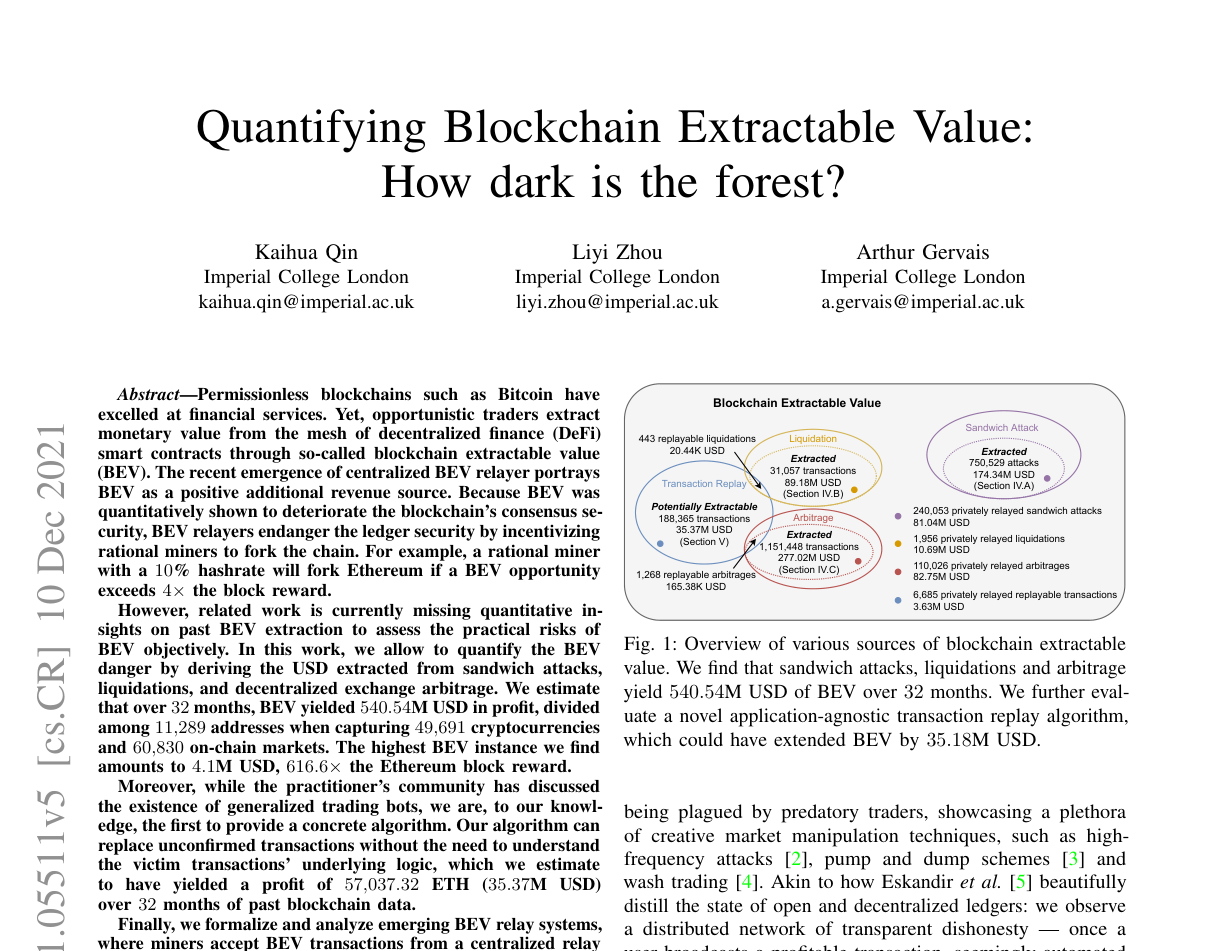 Quantifying Blockchain Extractable Value:
How dark is the forest?
Kaihua Qin
Imperial College London
kaihua.qin@imperial.ac.uk
Liyi Zhou
Imperial College London
liyi.zhou@imperial.ac.uk
Arthur Gervais
Imperial College London
a.gervais@imperial.ac.uk
1.05511v5 [cs.CR] 10 Dec 2021
Abstract—Permissionless blockchains such as Bitcoin have
excelled at financial services. Yet, opportunistic traders extract
monetary value from the mesh of decentralized finance (DeFi)
smart contracts through so-called blockchain extractable value
(BEV). The recent emergence of centralized BEV relayer portrays
BEV as a positive additional revenue source. Because BEV was
quantitatively shown to deteriorate the blockchain's consensus se-
curity, BEV relayers endanger the ledger security by incentivizing
rational miners to fork the chain. For example, a rational miner
with a 10% hashrate will fork Ethereum if a BEV opportunity
exceeds 4× the block reward.
However, related work is currently missing quantitative in-
sights on past BEV extraction to assess the practical risks of
BEV objectively. In this work, we allow to quantify the BEV
danger by deriving the USD extracted from sandwich attacks,
liquidations, and decentralized exchange arbitrage. We estimate
that over 32 months, BEV yielded 540.54M USD in profit, divided
among 11,289 addresses when capturing 49,691 cryptocurrencies
and 60,830 on-chain markets. The highest BEV instance we find
amounts to 4.1M USD, 616.6× the Ethereum block reward.
Moreover, while the practitioner's community has discussed
the existence of generalized trading bots, we are, to our knowl-
edge, the first to provide a concrete algorithm. Our algorithm can
replace unconfirmed transactions without the need to understand
the victim transactions' underlying logic, which we estimate
to have yielded a profit of 57,037.32 ETH (35.37M USD)
over 32 months of past blockchain data.
Finally, we formalize and analyze emerging BEV relay systems,
where miners accept BEV transactions from a centralized relay
Blockchain Extractable Value
443 replayable liquidations
20.44K USD
Liquidation
Extracted
31,057 transactions
89.18M USD
(Section IV.B)
Sandwich Attack
Extracted
750,529 attacks
174.34M USD
(Section IV.A)
Transaction Replay
Potentially Extractable
188,365 transactions
35.37M USD
(Section V)
Arbitrage
Extracted
1,151,448 transactions
277.02M USD
(Section IV.C)
1,268 replayable arbitrages
165.38K USD
240,053 privately relayed sandwich attacks
81.04M USD
1,956 privately relayed liquidations
10.69M USD
110,026 privately relayed arbitrages
82.75M USD
6,685 privately relayed replayable transactions
3.63M USD
Fig. 1: Overview of various sources of blockchain extractable
value. We find that sandwich attacks, liquidations and arbitrage
yield 540.54M USD of BEV over 32 months. We further eval-
uate a novel application-agnostic transaction replay algorithm,
which could have extended BEV by 35.18M USD.
being plagued by predatory traders, showcasing a plethora
of creative market manipulation techniques, such as high-
frequency attacks [2], pump and dump schemes [3] and
wash trading [4]. Akin to how Eskandir et al. [5] beautifully
distill the state of open and decentralized ledgers: we observe
a distributed network of transparent dishonesty — once a
user broadcasts a profitable transaction, seemingly automated